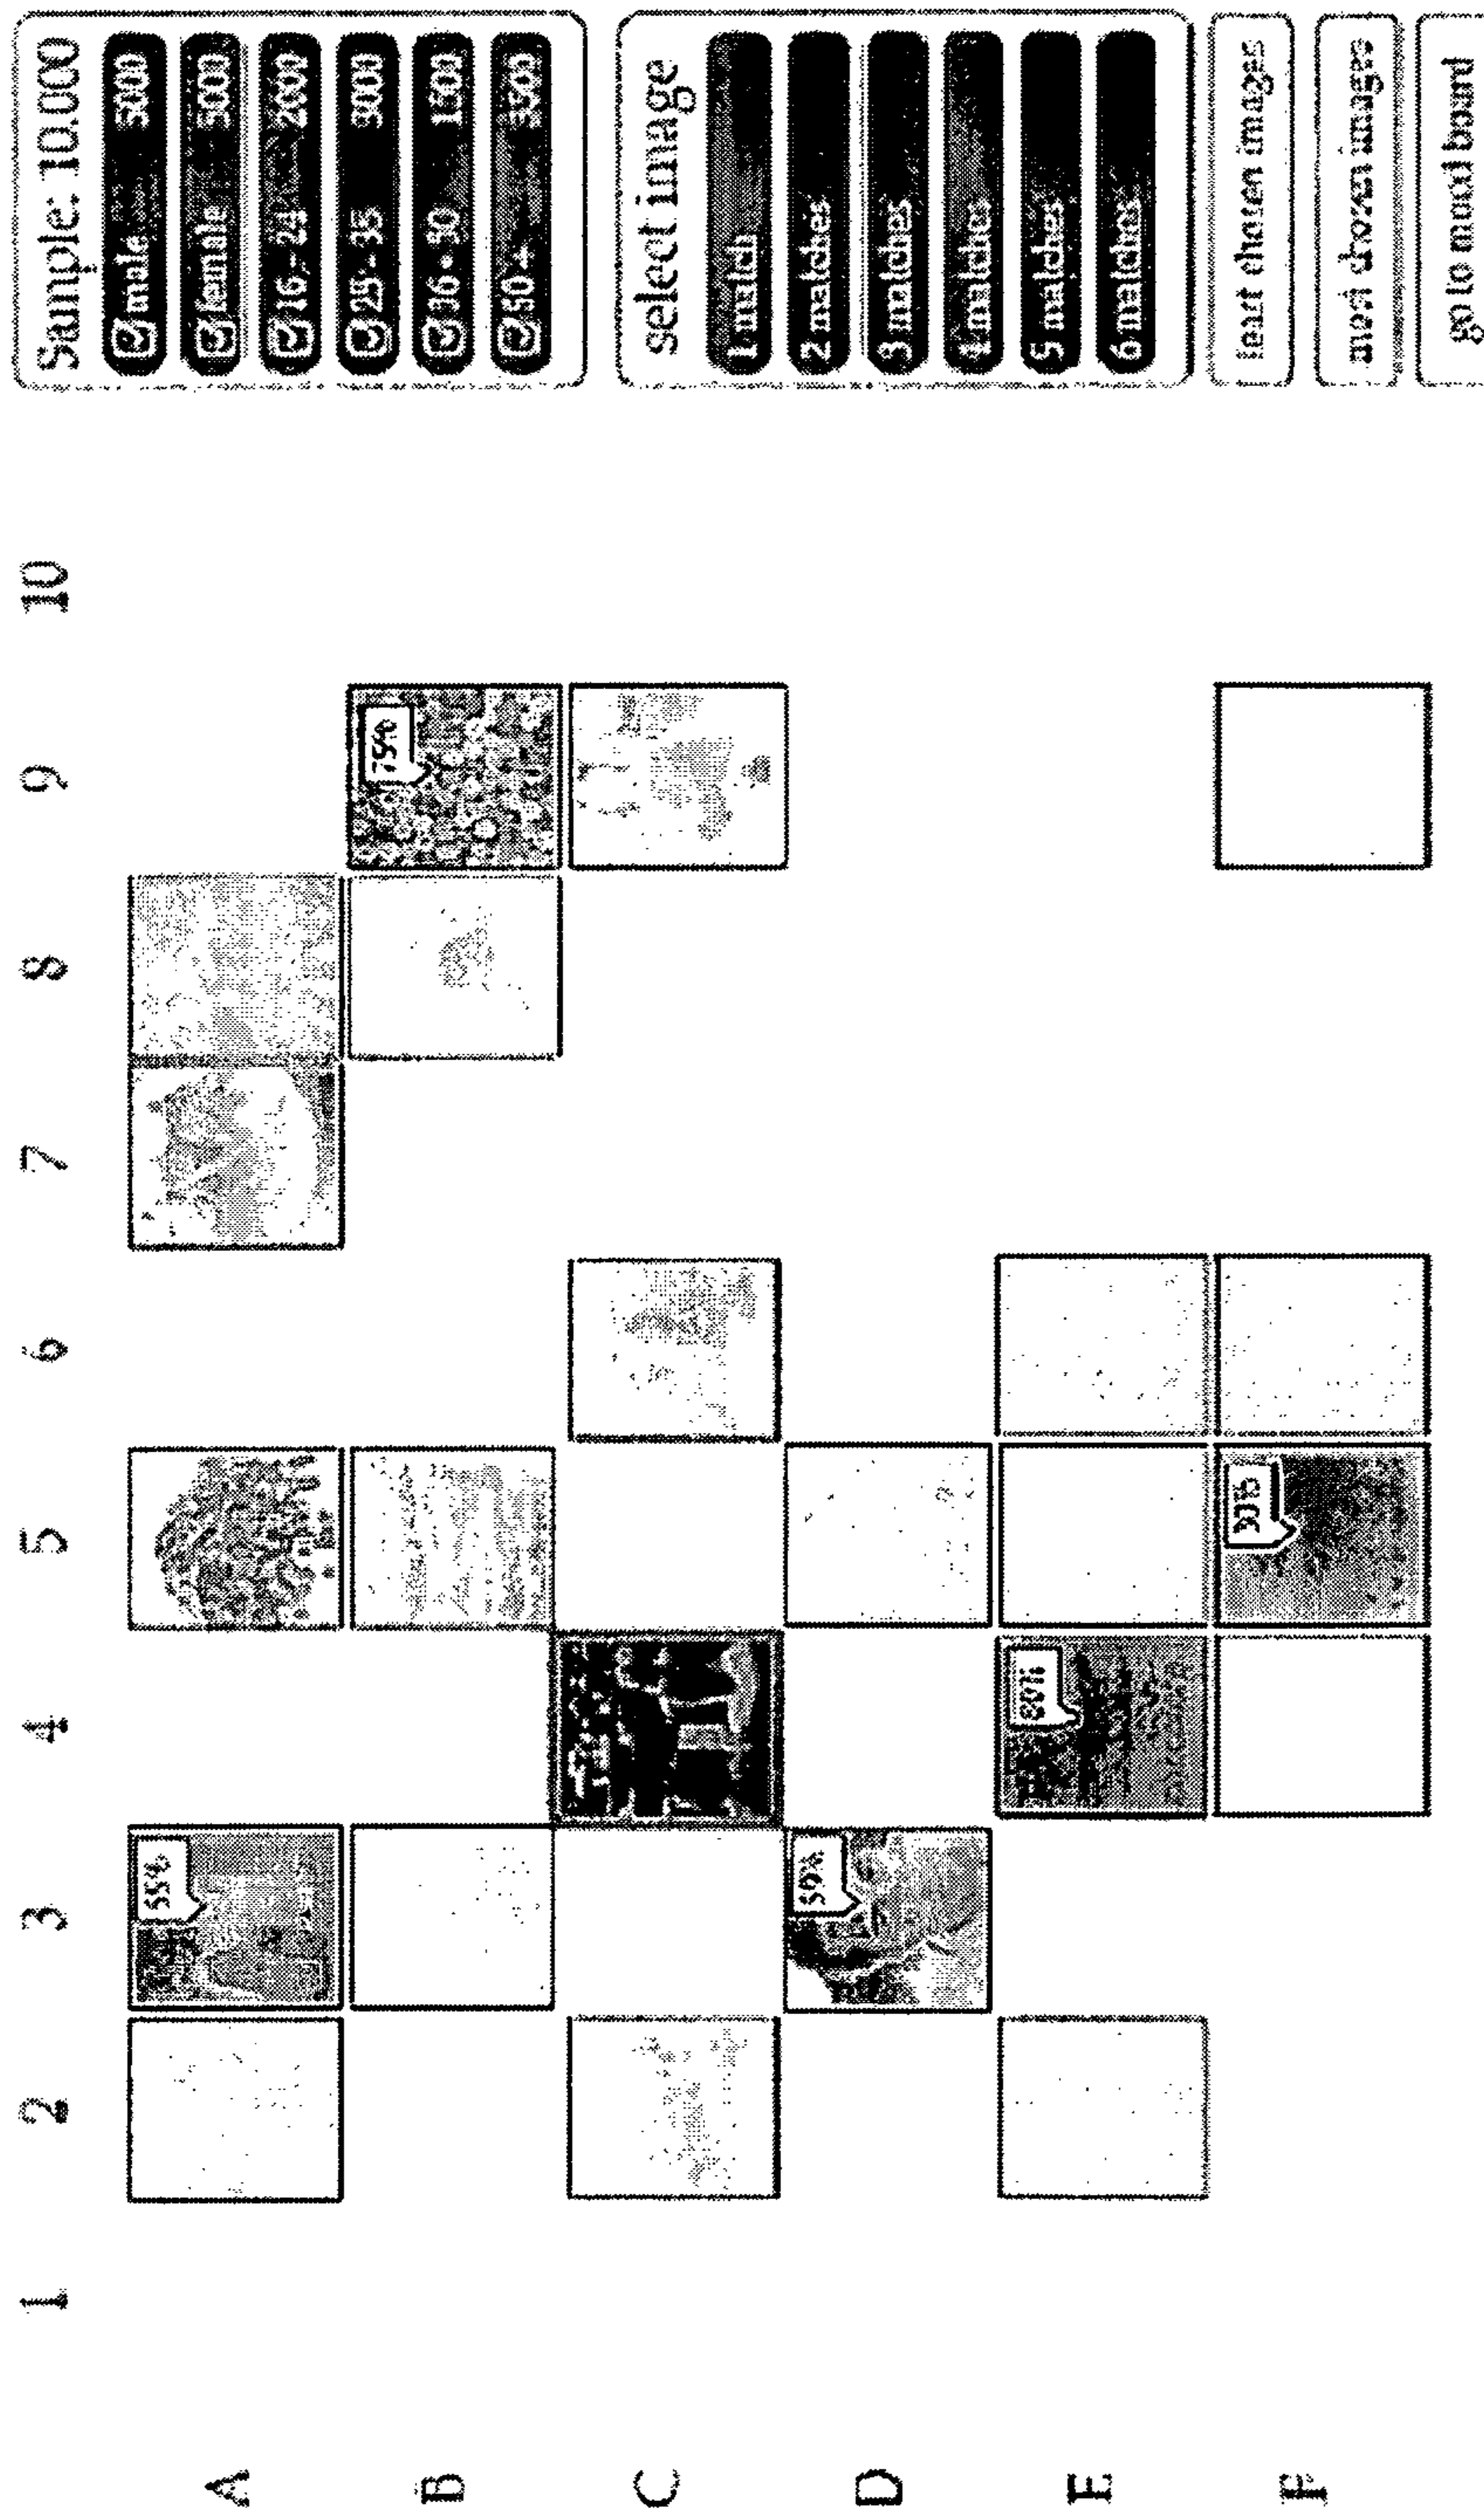 1 2 3 4 5 6 7 8 9 10
A
B
C
D
E
F
55%
75%
50%
80%
30%
Sample: 10.000
male 5000
female 5000
16 - 24 2000
25 - 35 3000
36 - 50 1500
50 + 3500
select image
1 match
2 matches
3 matches
4 matches
5 matches
6 matches
least chosen images
most chosen images
go to mood board